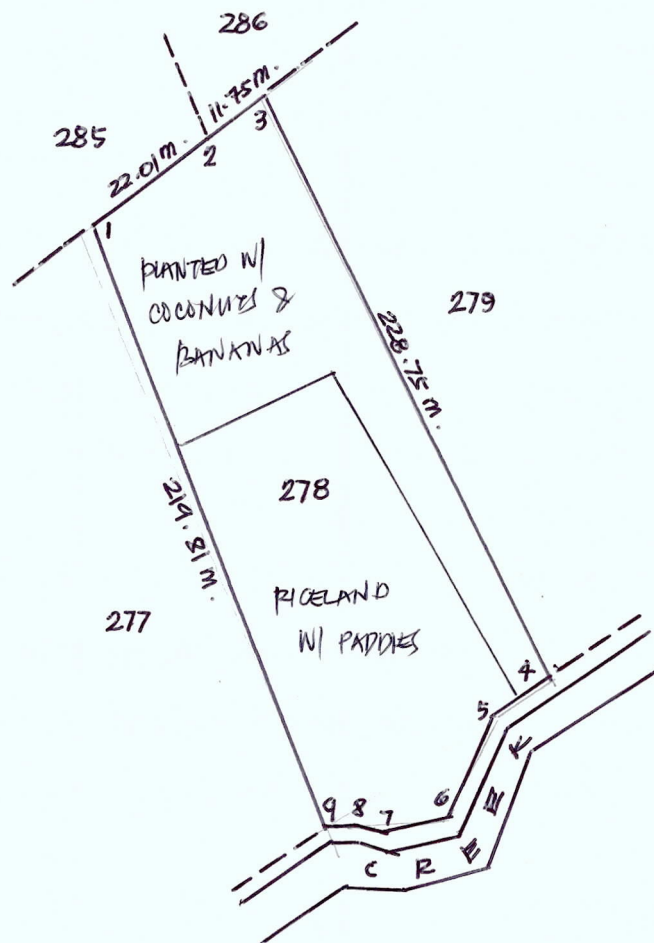 286
285
22.01m.
11.75m.
1
2
3
PLANTED W/
COCONUTS &
BANANAS
279
228.75 m.
278
219.81 m.
277
RICELAND
W/ PADDIES
4
5
6
7
8
9
CREEK